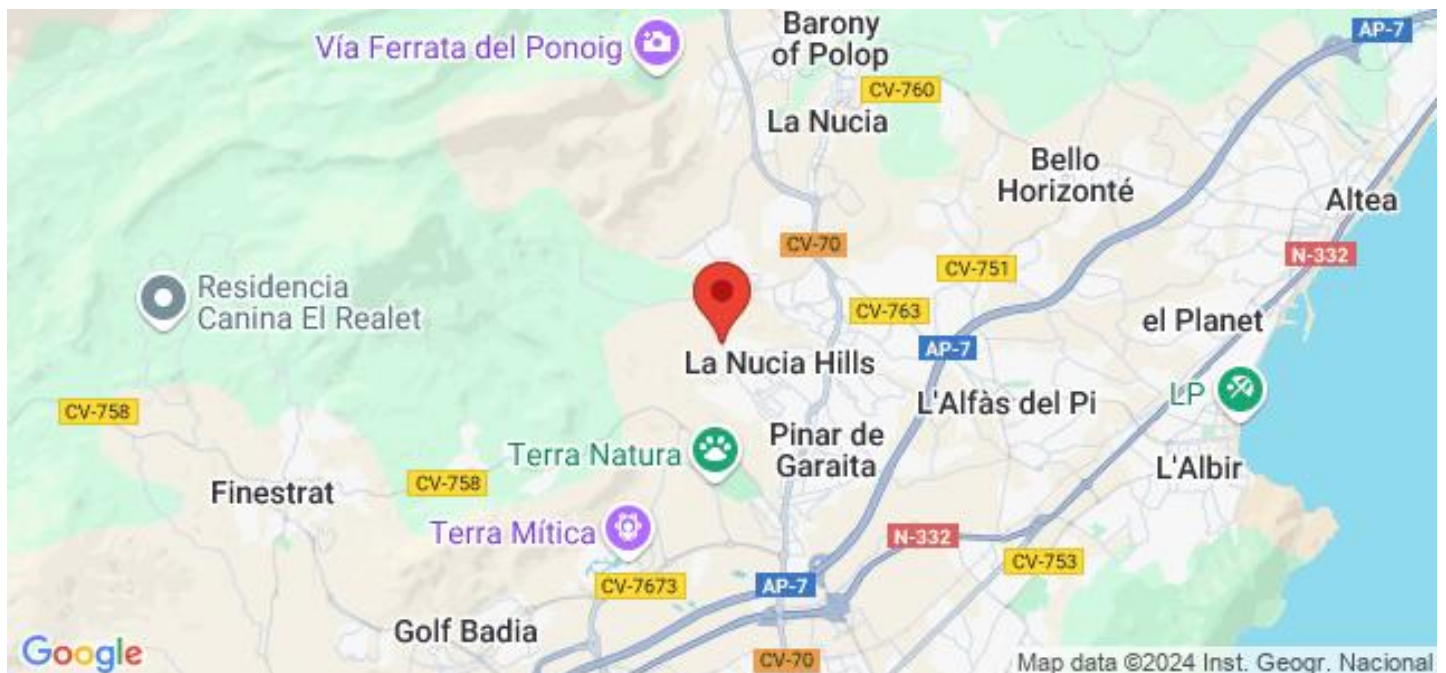 Vía Ferrata del Ponoig
Barony
of Polop
AP-7
CV-760
La Nucia
Bello
Horizonté
Altea
CV-70
N-332
CV-751
Residencia
Canina El Realet
CV-763
el Planet
AP-7
La Nucia Hills
L'Alfàs del Pi
LP
CV-758
Terra Natura
Pinar de
Garaita
L'Albir
Finestrat
CV-758
Terra Mítica
N-332
CV-753
CV-7673
AP-7
Golf Badia
Google
CV-70
Map data ©2024 Inst. Geogr. Nacional